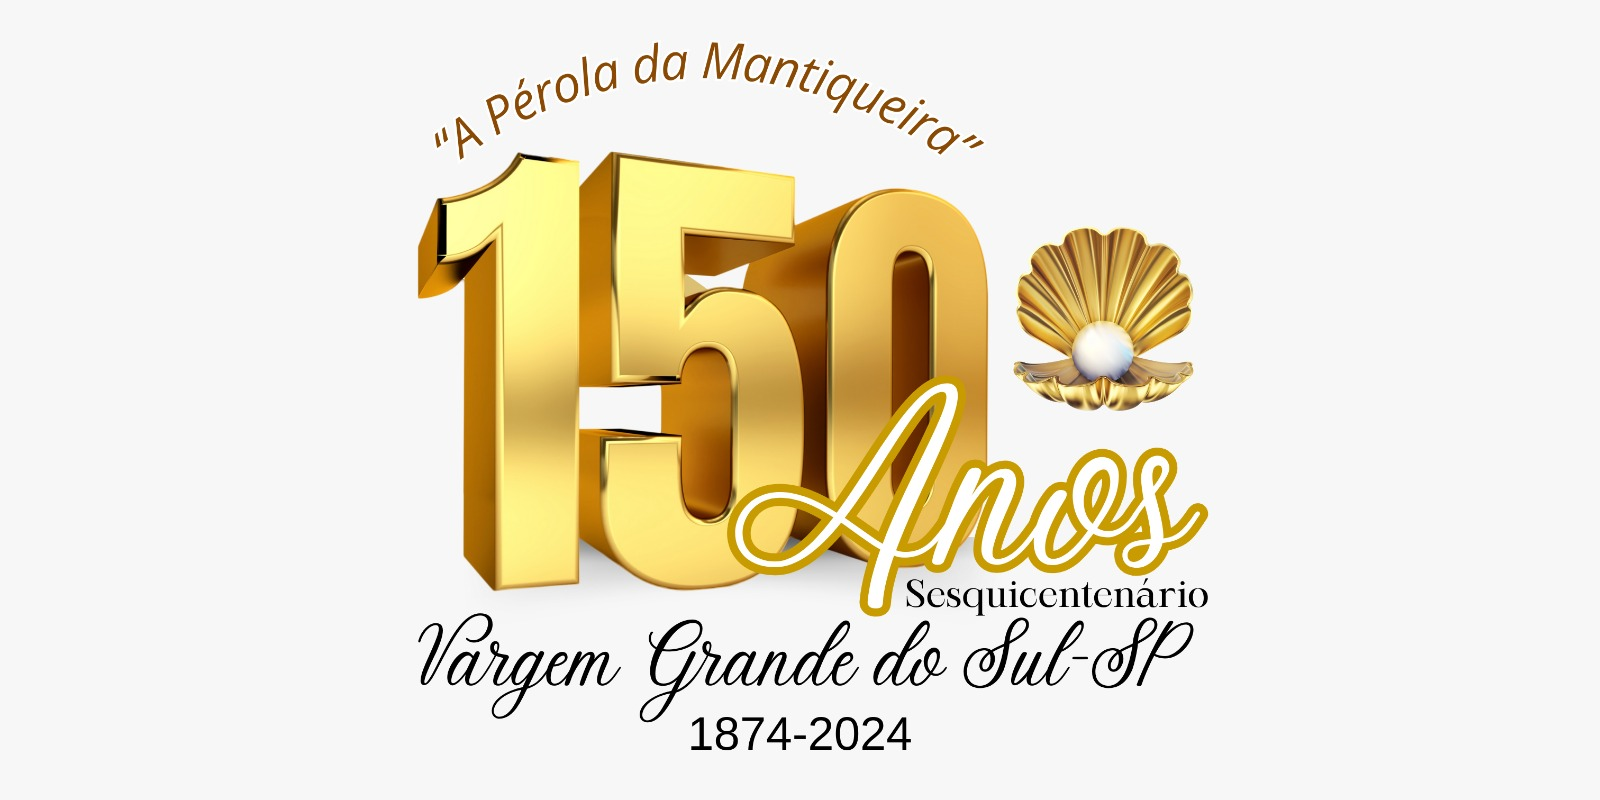 “A Pérola da Mantiqueira”
150
Anos
Sesquicentenário
Vargem Grande do Sul-SP
1874-2024